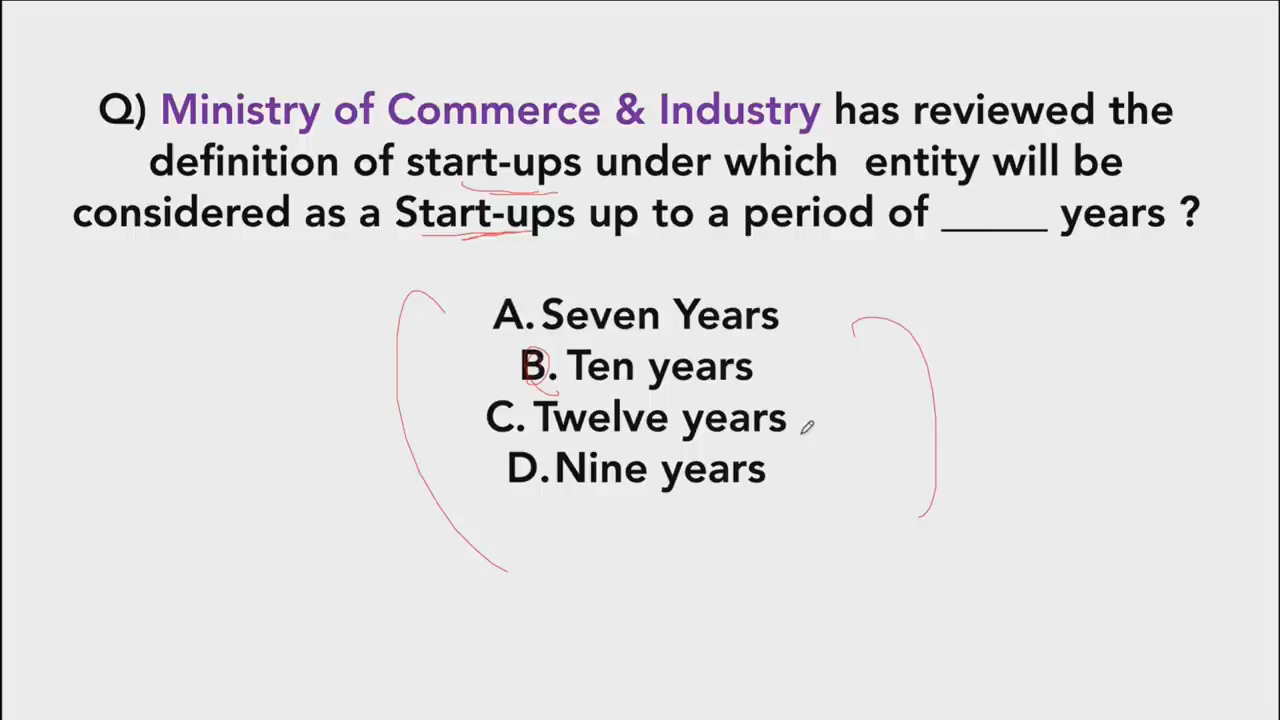 Q) Ministry of Commerce & Industry has reviewed the
definition of start-ups under which entity will be
considered as a Start-ups up to a period of _____ years ?
A. Seven Years
B. Ten years
C. Twelve years
D. Nine years